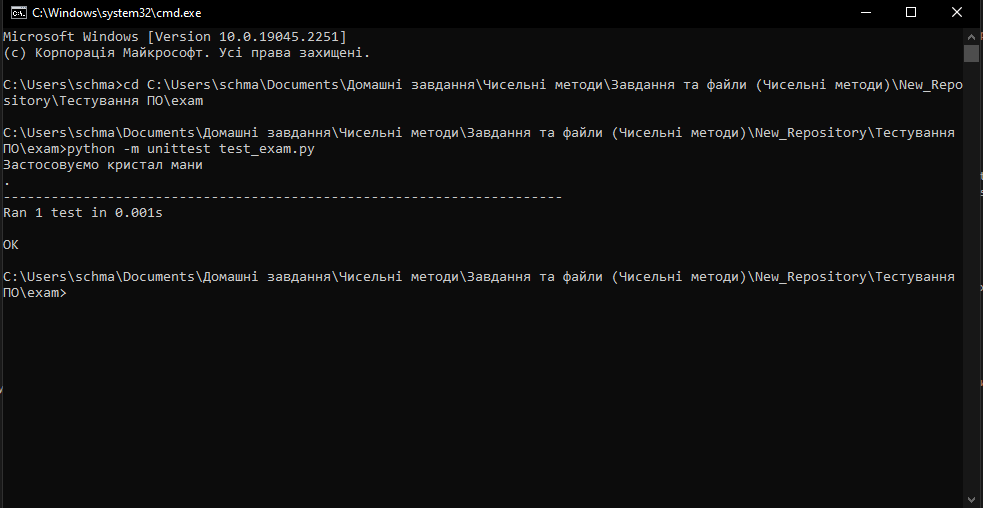 C:\Windows\system32\cmd.exe
Microsoft Windows [Version 10.0.19045.2251]
(c) Корпорація Майкрософт. Усі права захищені.
C:\Users\schma>cd C:\Users\schma\Documents\Домашні завдання\Чисельні методи\Завдання та файли (Чисельні методи)\New_Repo
sitory\Тестування ПО\exam
C:\Users\schma\Documents\Домашні завдання\Чисельні методи\Завдання та файли (Чисельні методи)\New_Repository\Тестування
ПО\exam>python -m unittest test_exam.py
Застосовуємо кристал мани
.
----------------------------------------------------------------------
Ran 1 test in 0.001s
OK
C:\Users\schma\Documents\Домашні завдання\Чисельні методи\Завдання та файли (Чисельні методи)\New_Repository\Тестування
ПО\exam>